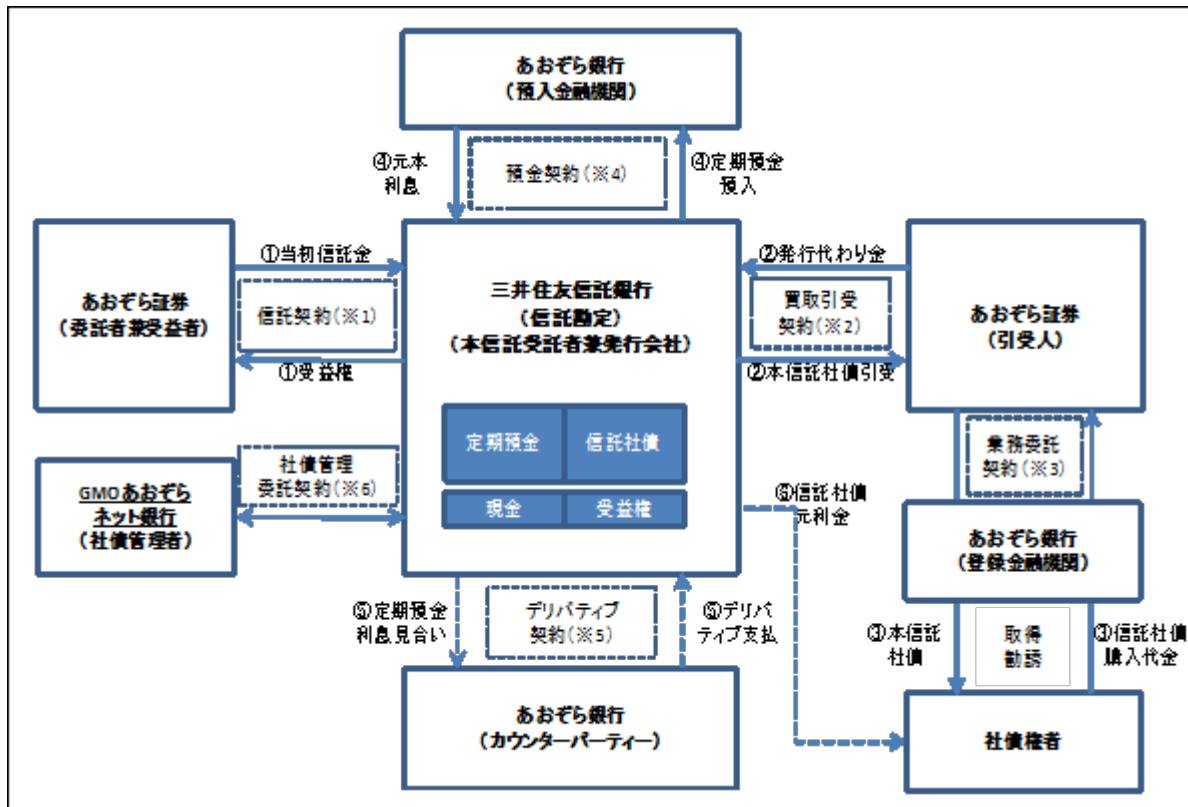 あおぞら銀行
（預入金融機関）
④元本
利息
預金契約（※4）
④定期預金
預入
あおぞら証券
（委託者兼受益者）
①当初信託金
信託契約（※1）
①受益権
三井住友信託銀行
（信託勘定）
（本信託受託者兼発行会社）
定期預金
信託社債
現金
受益権
②発行代わり金
買取引受
契約（※2）
②本信託社債引受
あおぞら証券
（引受人）
GMOあおぞら
ネット銀行
（社債管理者）
社債管理
委託契約（※6）
業務委託
契約（※3）
⑥信託社債
元利金
あおぞら銀行
（登録金融機関）
⑤定期預金
利息見合い
デリバティブ
契約（※5）
⑤デリバ
ティブ支払
③本信託
社債
取得
勧誘
③信託社債
購入代金
あおぞら銀行
（カウンターパーティー）
社債権者